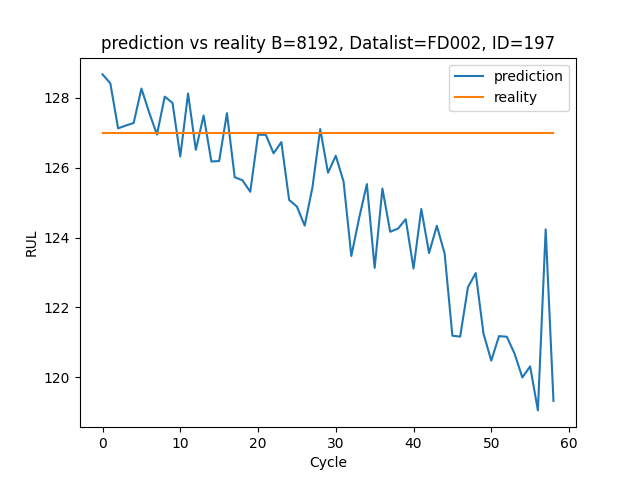 prediction vs reality B=8192, Datalist=FD002, ID=197
prediction
reality
128
126
124
122
120
RUL
0 10 20 30 40 50 60
Cycle